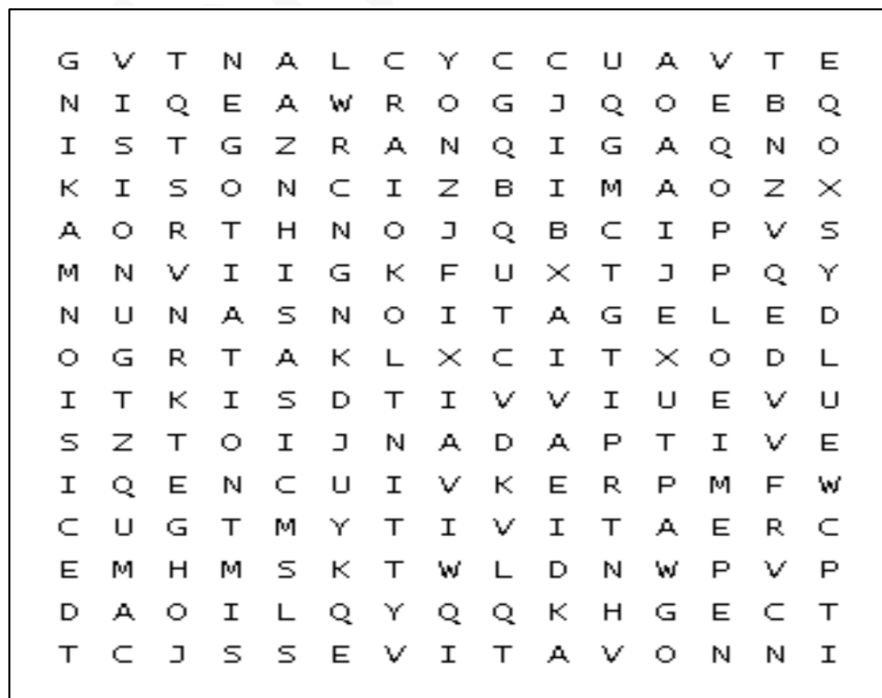 G V T N A L C Y C C U A V T E
N I Q E A W R O G J Q O E B Q
I S T G Z R A N Q I G A Q N O
K I S O N C I Z B I M A O Z X
A O R T H N O J Q B C I P V S
M N V I I G K F U X T J P Q Y
N U N A S N O I T A G E L E D
O G R T A K L X C I T X O D L
I T K I S D T I V V I U E V U
S Z T O I J N A D A P T I V E
I Q E N C U I V K E R P M F W
C U G T M Y T I V I T A E R C
E M H M S K T W L D N W P V P
D A O I L Q Y Q Q K H G E C T
T C J S S E V I T A V O N N I